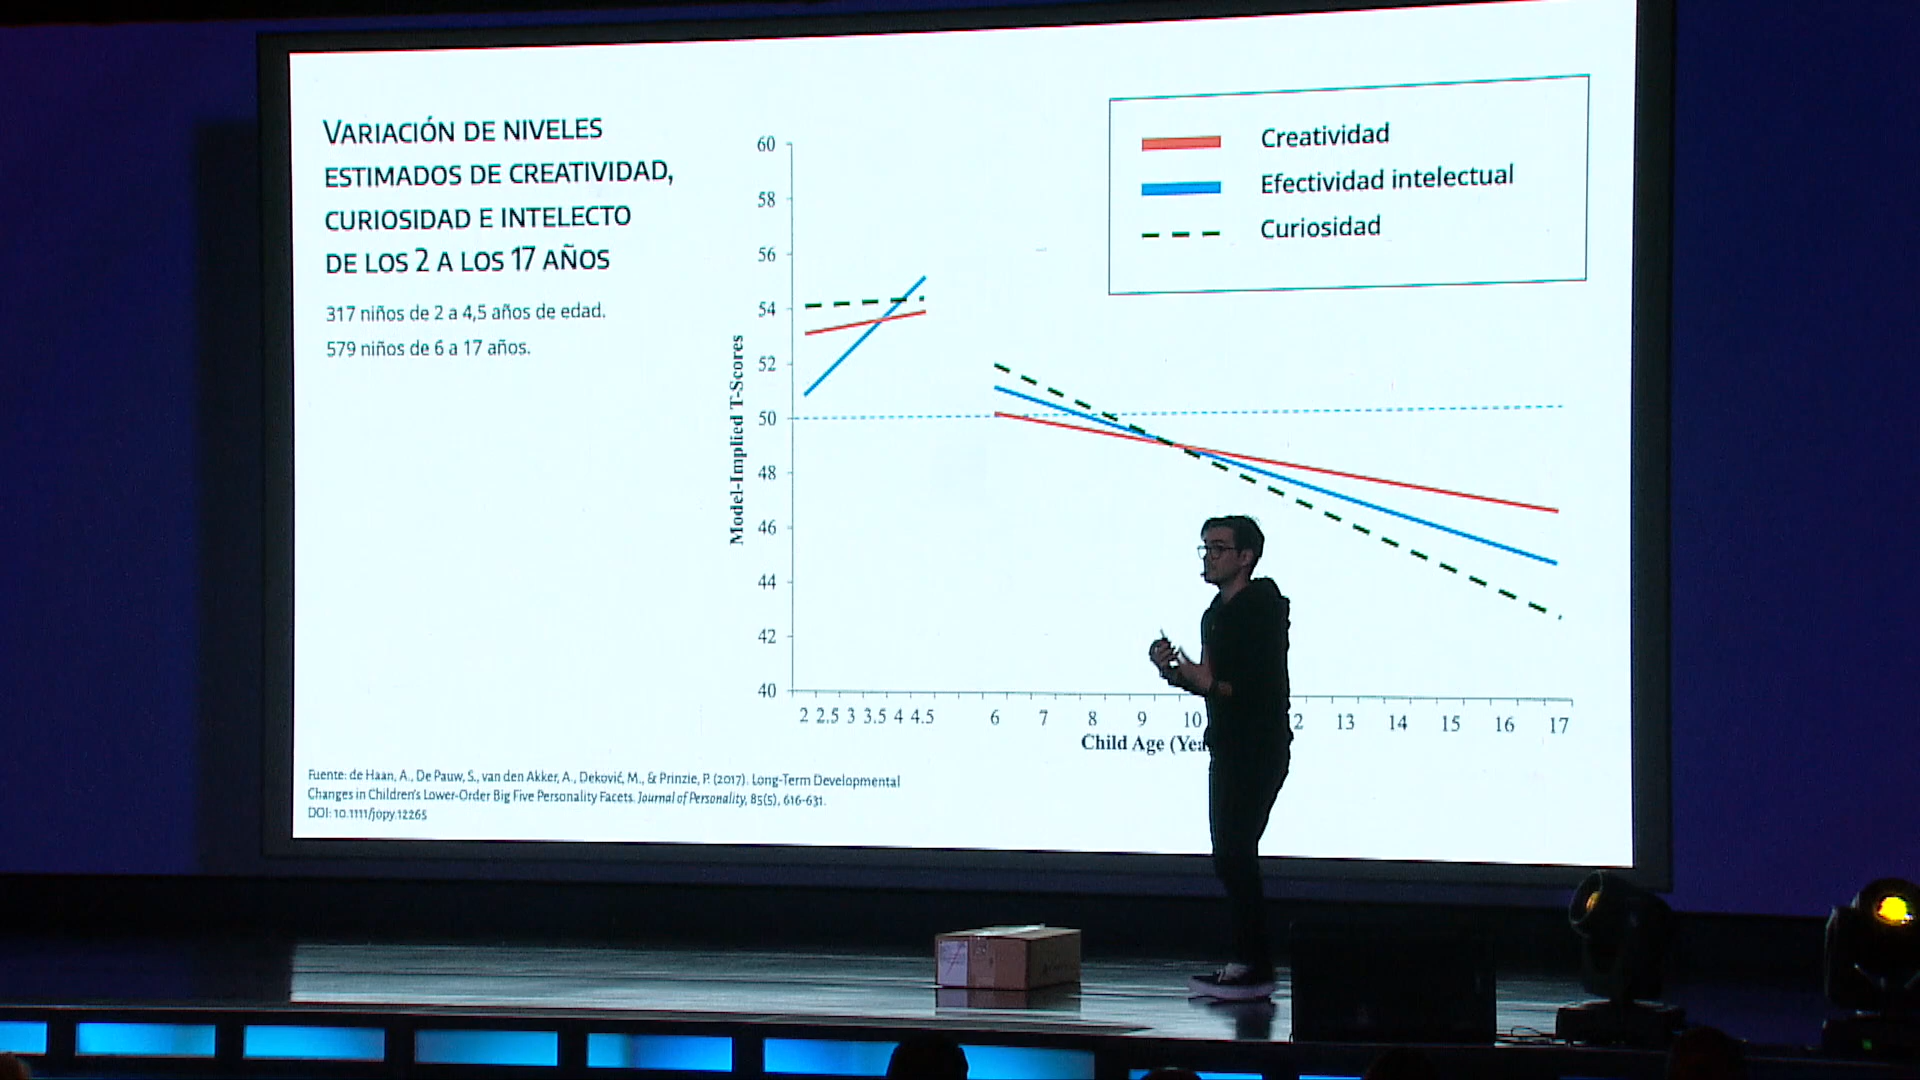 VARIACIÓN DE NIVELES
ESTIMADOS DE CREATIVIDAD,
CURIOSIDAD E INTELECTO
DE LOS 2 A LOS 17 AÑOS
317 niños de 2 a 4,5 años de edad.
579 niños de 6 a 17 años.
Creatividad
Efectividad intelectual
Curiosidad
Model-Implied T-Scores
60
58
56
54
52
50
48
46
44
42
40
2 2.5 3 3.5 4 4.5 6 7 8 9 10 2 13 14 15 16 17
Child Age (Yea
Fuente: de Haan, A., De Pauw, S., van den Akker, A., Deković, M., & Prinzie, P. (2017). Long-Term Developmental
Changes in Children's Lower-Order Big Five Personality Facets. Journal of Personality, 85(5), 616-631.
DOI: 10.1111/jopy.12265